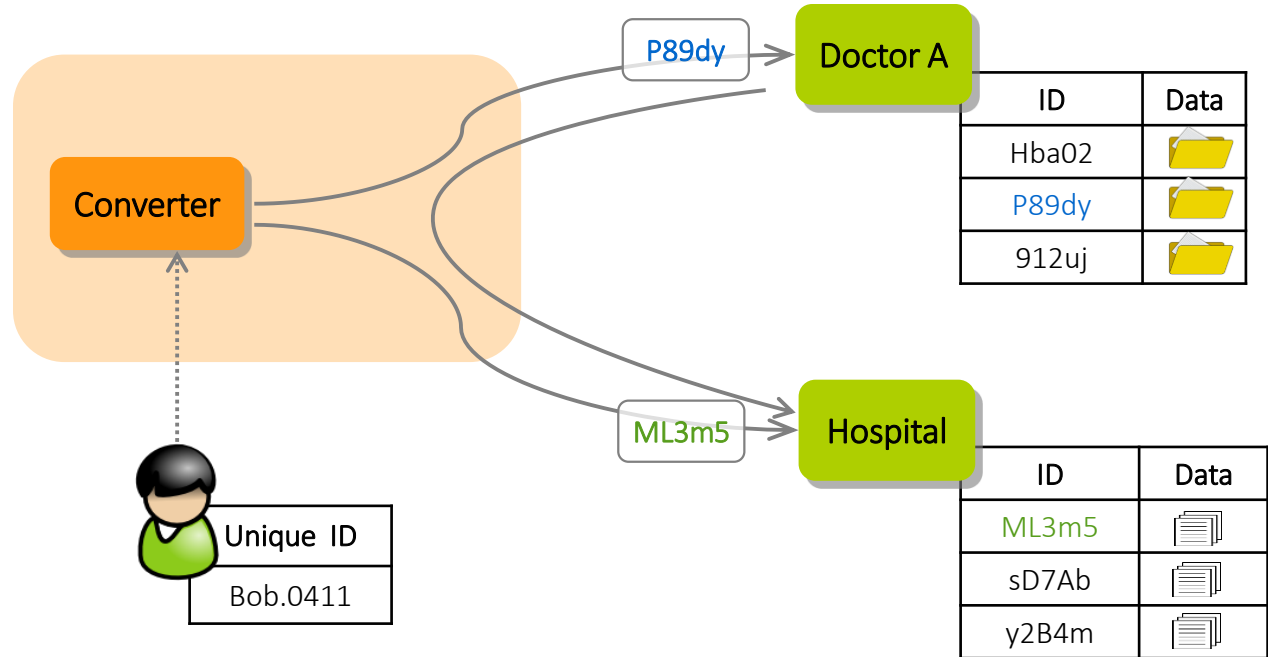 P89dy
Doctor A
ID Data
Hba02
P89dy
912uj
Converter
ML3m5
Hospital
ID Data
ML3m5
sD7Ab
y2B4m
Unique ID
Bob.0411